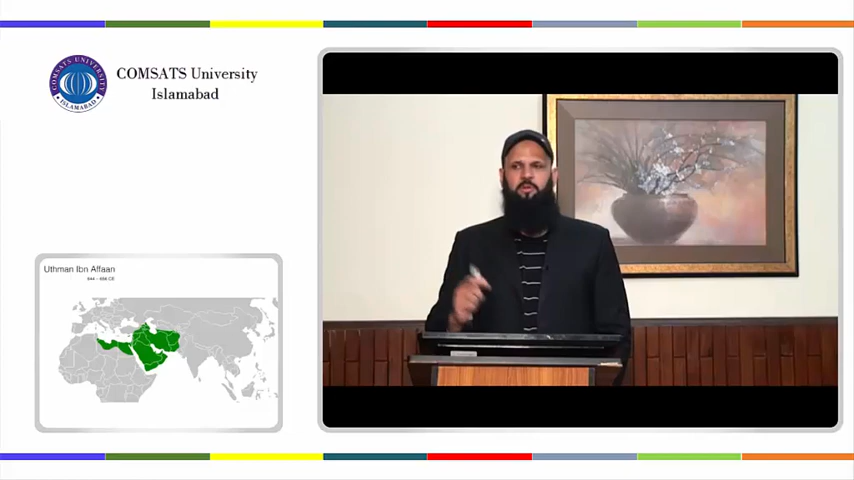 COMSATS UNIVERSITY
ISLAMABAD
COMSATS University
Islamabad
Uthman Ibn Affaan
644 - 656 CE